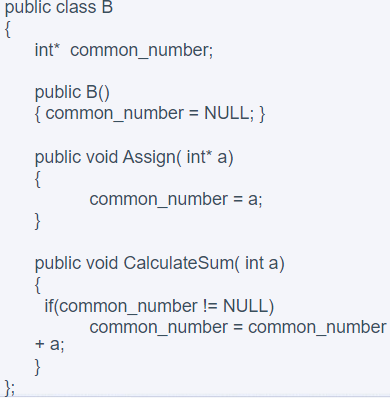 public class B
{
int*  common_number;
public B()
{ common_number = NULL; }
public void Assign( int* a)
{
common_number = a;
}
public void CalculateSum( int a)
{
if(common_number != NULL)
common_number = common_number
+ a;
}
};